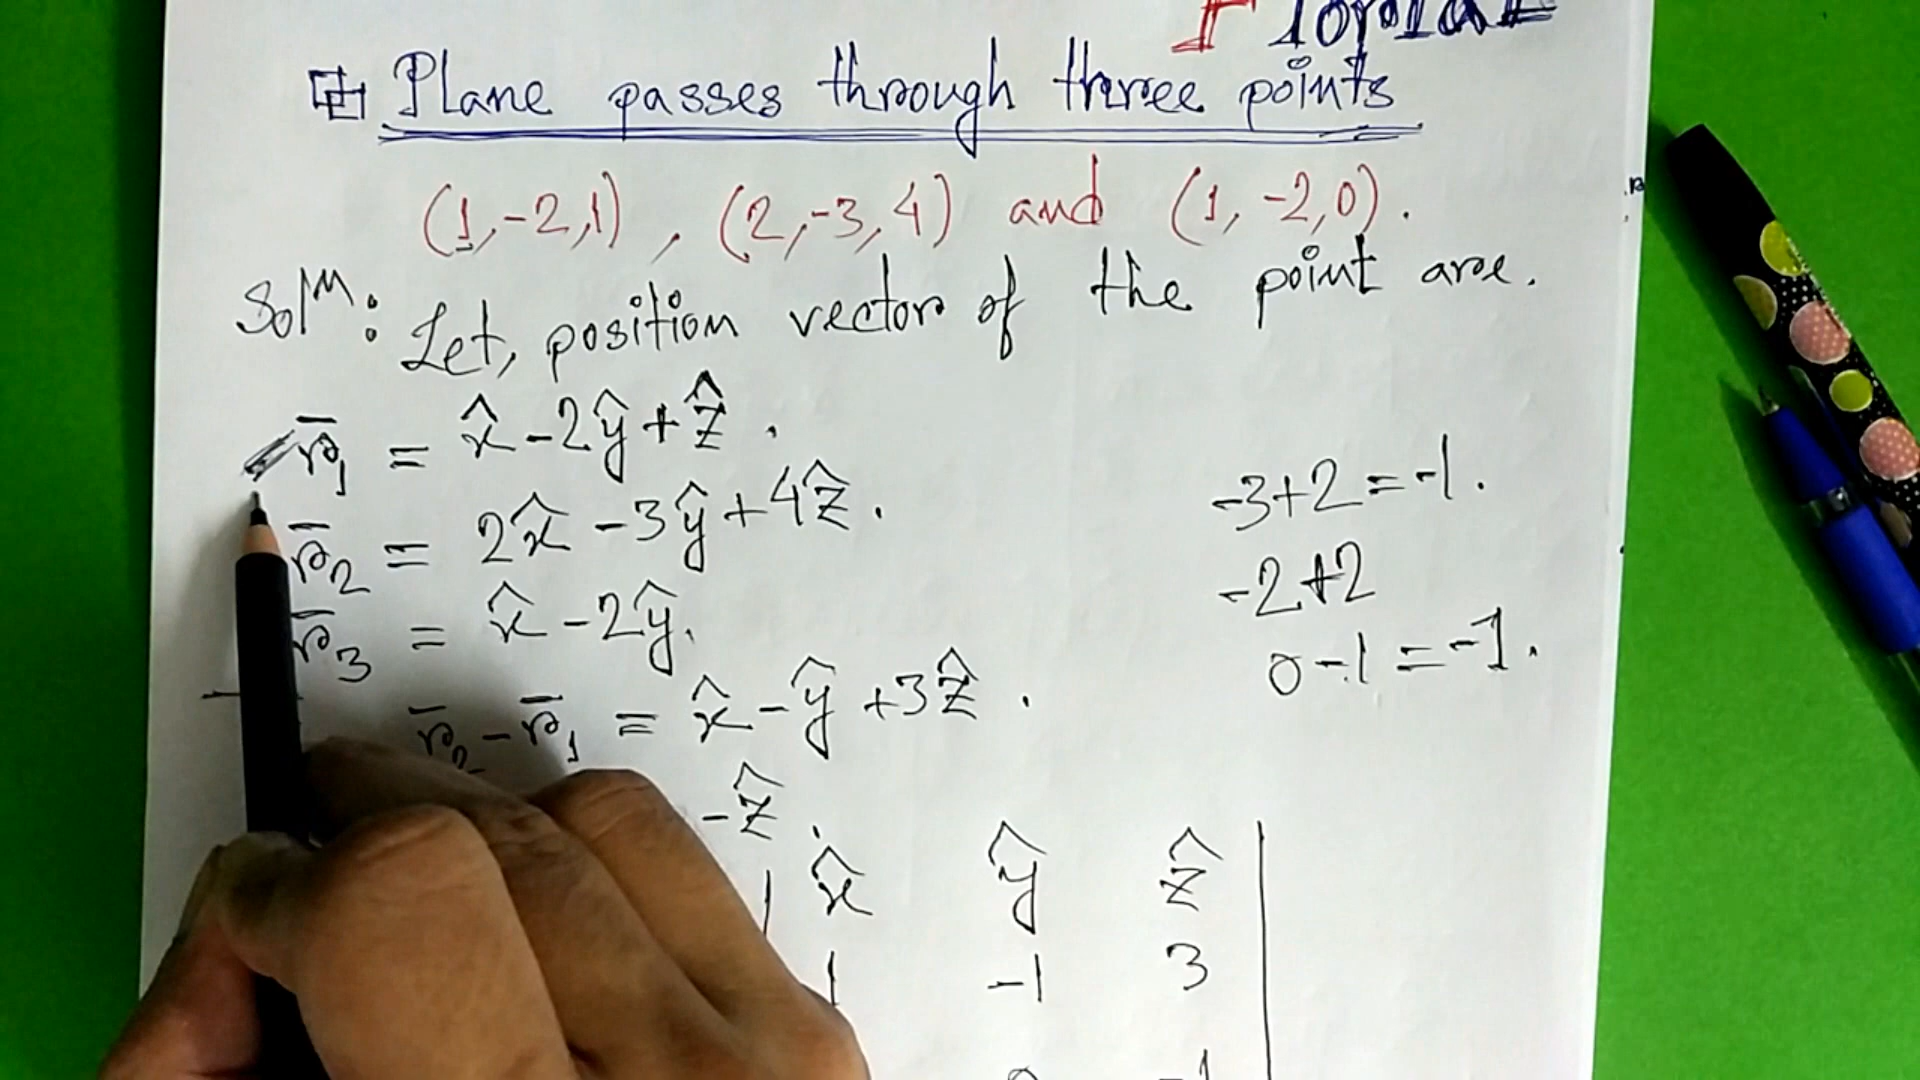 Plane passes through three points
(1,-2,1), (2,-3,4) and (1,-2,0).
Solⁿ: Let, position vector of the point are.
r̄₁ = x̂ - 2ŷ + ẑ.
r̄₂ = 2x̂ - 3ŷ + 4ẑ.
-3+2=-1.
r̄₃ = x̂ - 2ŷ.
-2+2
0-1=-1.
r̄₂ - r̄₁ = x̂ - ŷ + 3ẑ.
-ẑ.
x̂ ŷ ẑ
1 -1 3
-1